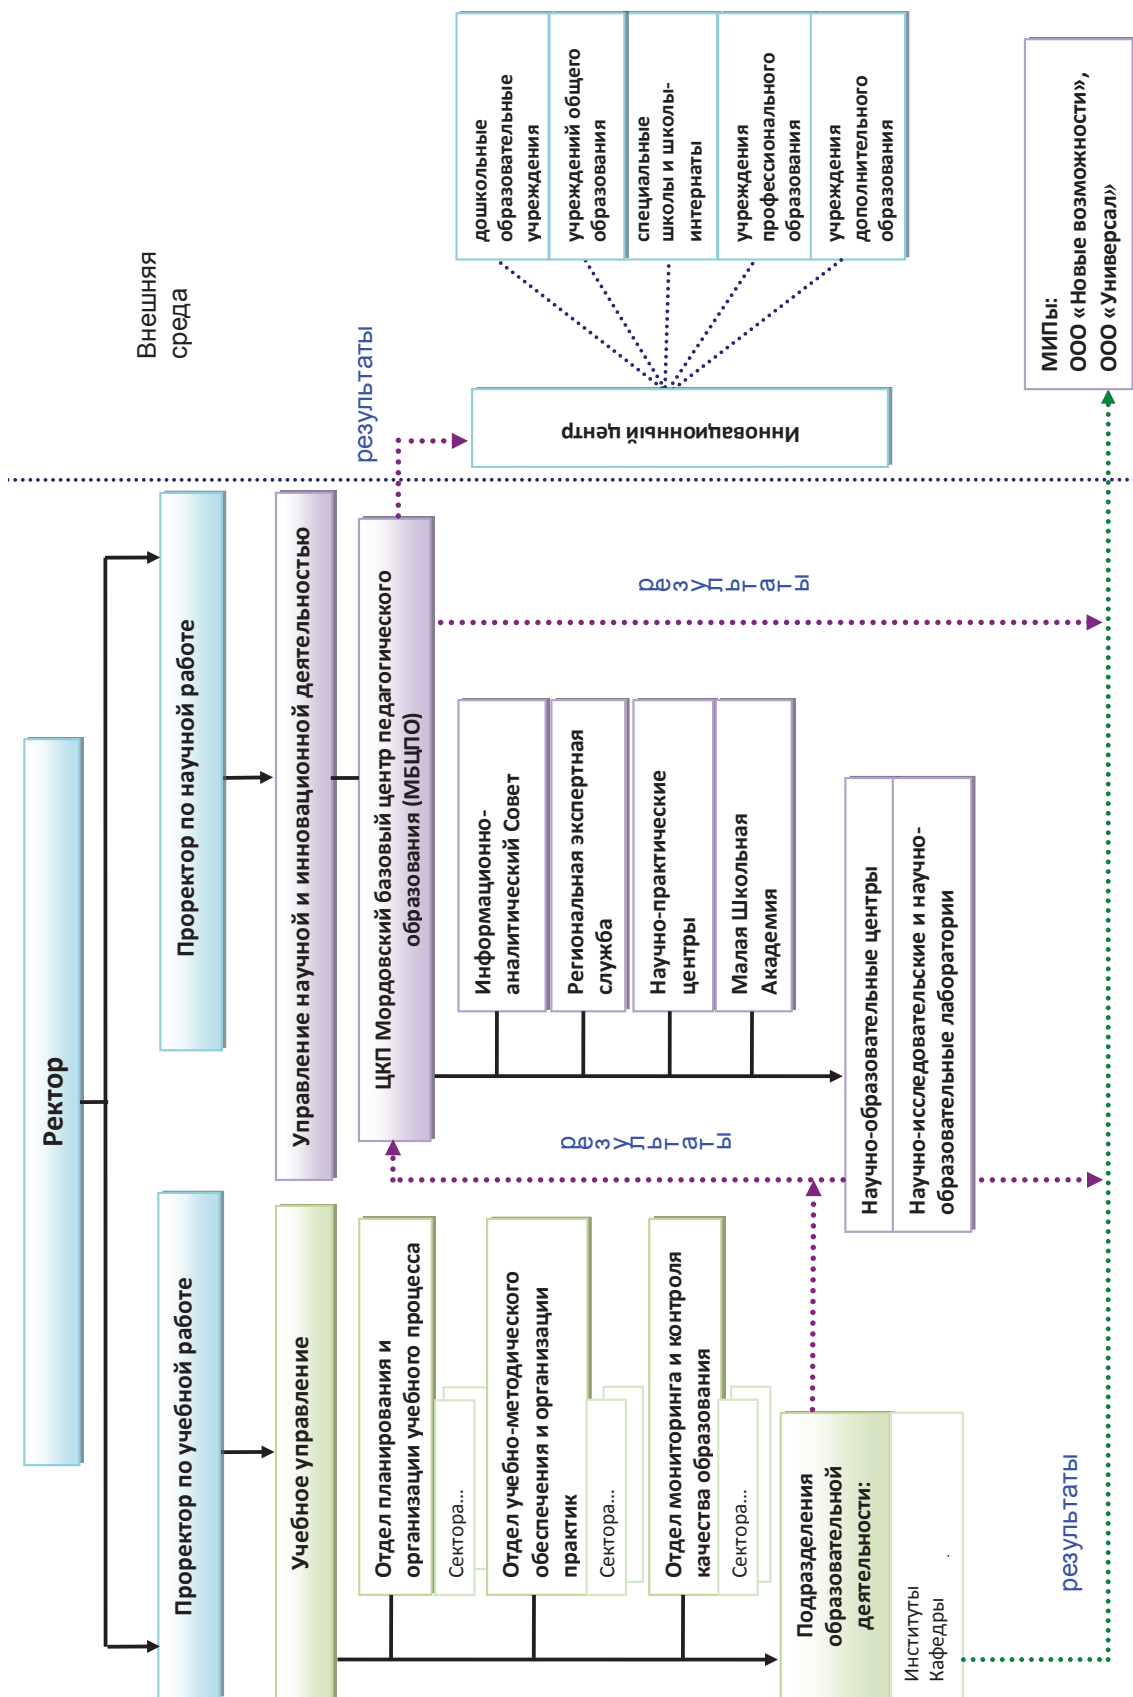 Ректор
Проректор по учебной работе
Проректор по научной работе
Внешняя
среда
Учебное управление
Управление научной и инновационной деятельностью
Отдел планирования и
организации учебного процесса
Сектора...
Отдел учебно-методического
обеспечения и организации
практик
Сектора...
Отдел мониторинга и контроля
качества образования
Сектора...
Подразделения
образовательной
деятельности:
Институты
Кафедры
ЦКП Мордовский базовый центр педагогического
образования (МБЦПО)
Информационно-
аналитический Совет
Региональная экспертная
служба
Научно-практические
центры
Малая Школьная
Академия
Научно-образовательные центры
Научно-исследовательские и научно-
образовательные лаборатории
результаты
результаты
результаты
результаты
Инновационный центр
дошкольные
образовательные
учреждения
учреждений общего
образования
специальные
школы и школы-
интернаты
учреждения
профессионального
образования
учреждения
дополнительного
образования
МИПы:
ООО «Новые возможности»,
ООО «Универсал»